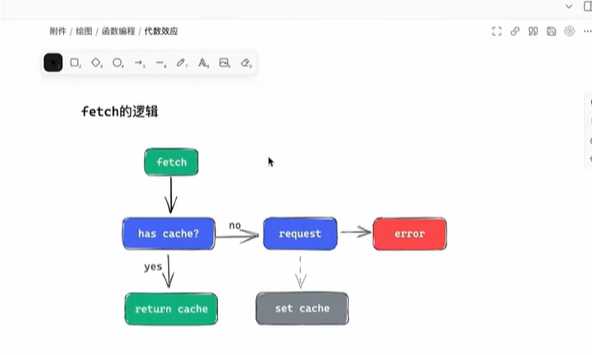 附件 / 绘图 / 函数编程 / 代数效应
fetch的逻辑
fetch
has cache?
no
request
error
yes
return cache
set cache